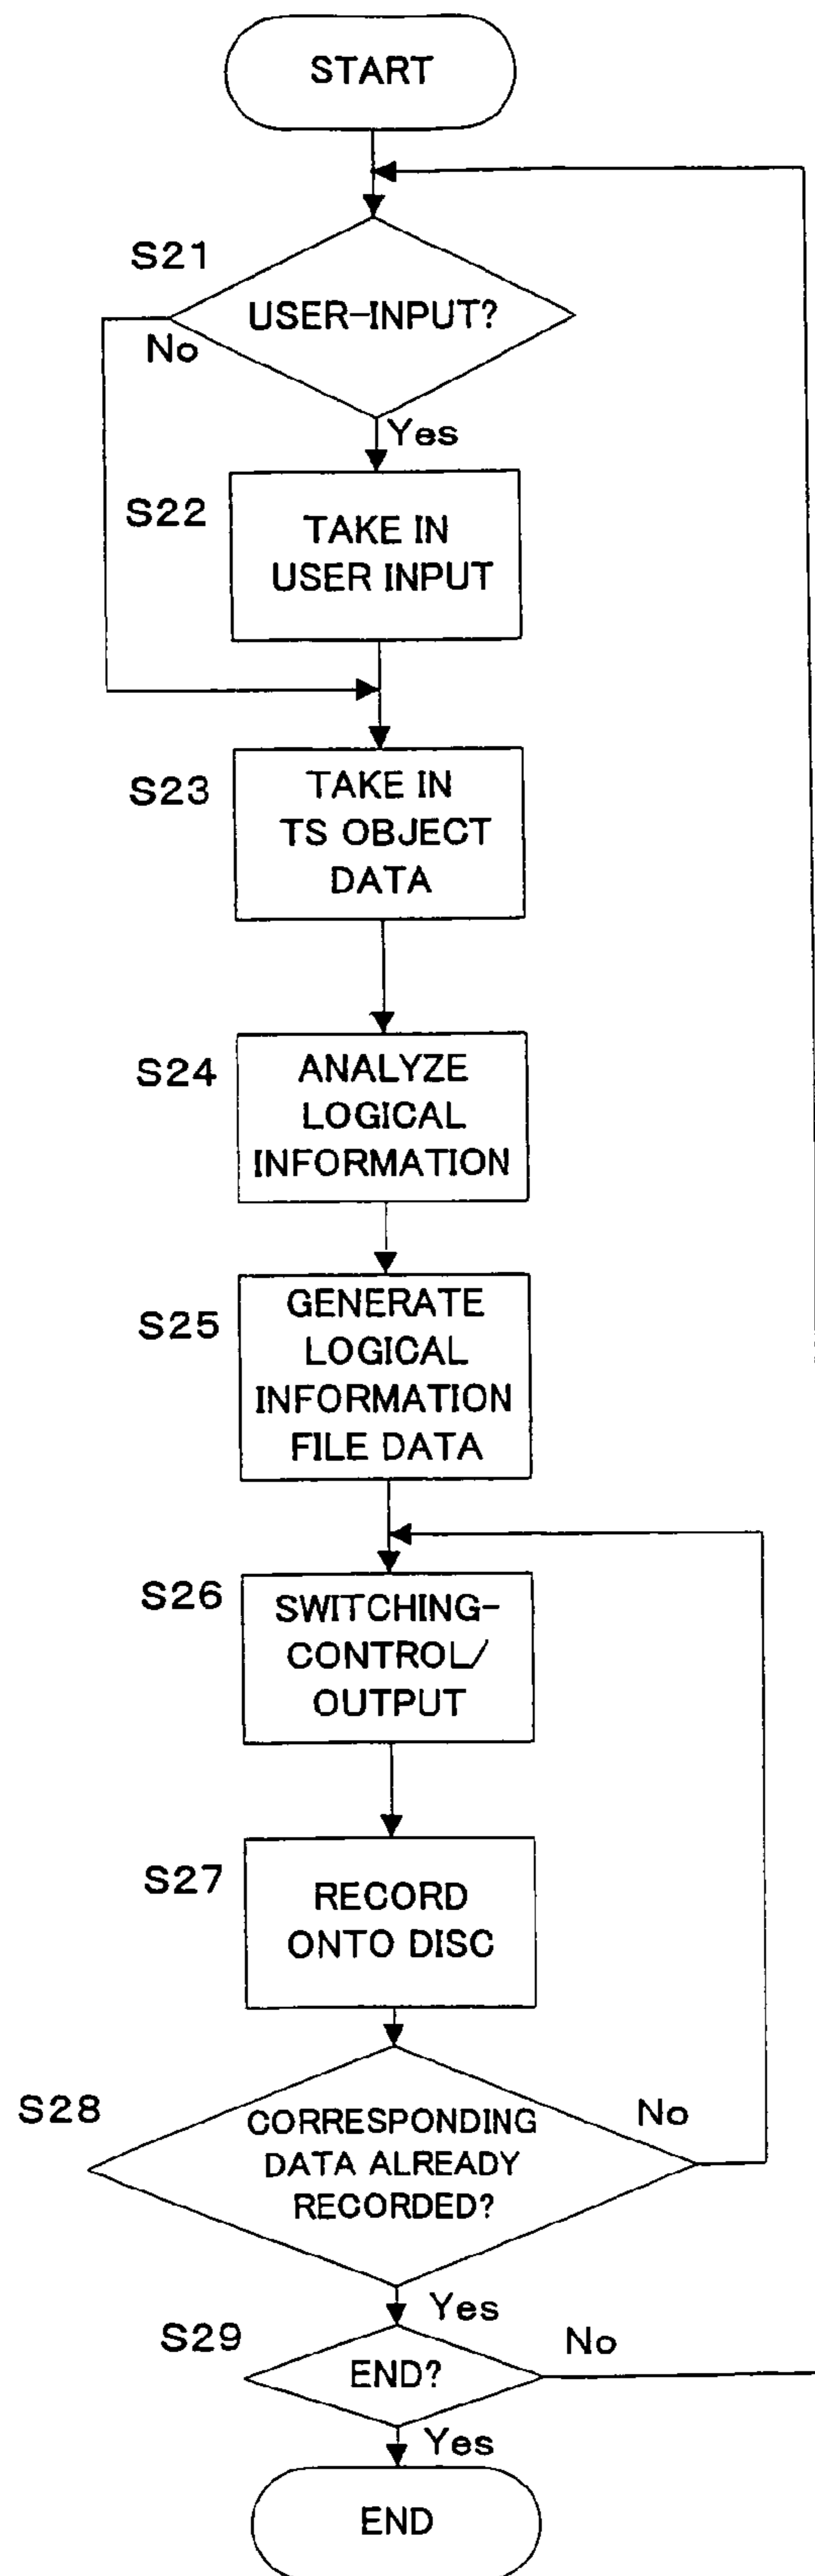 START
S21
USER-INPUT?
No
Yes
S22
TAKE IN
USER INPUT
S23
TAKE IN
TS OBJECT
DATA
S24
ANALYZE
LOGICAL
INFORMATION
S25
GENERATE
LOGICAL
INFORMATION
FILE DATA
S26
SWITCHING-
CONTROL/
OUTPUT
S27
RECORD
ONTO DISC
S28
CORRESPONDING
DATA ALREADY
RECORDED?
No
Yes
S29
END?
No
Yes
END